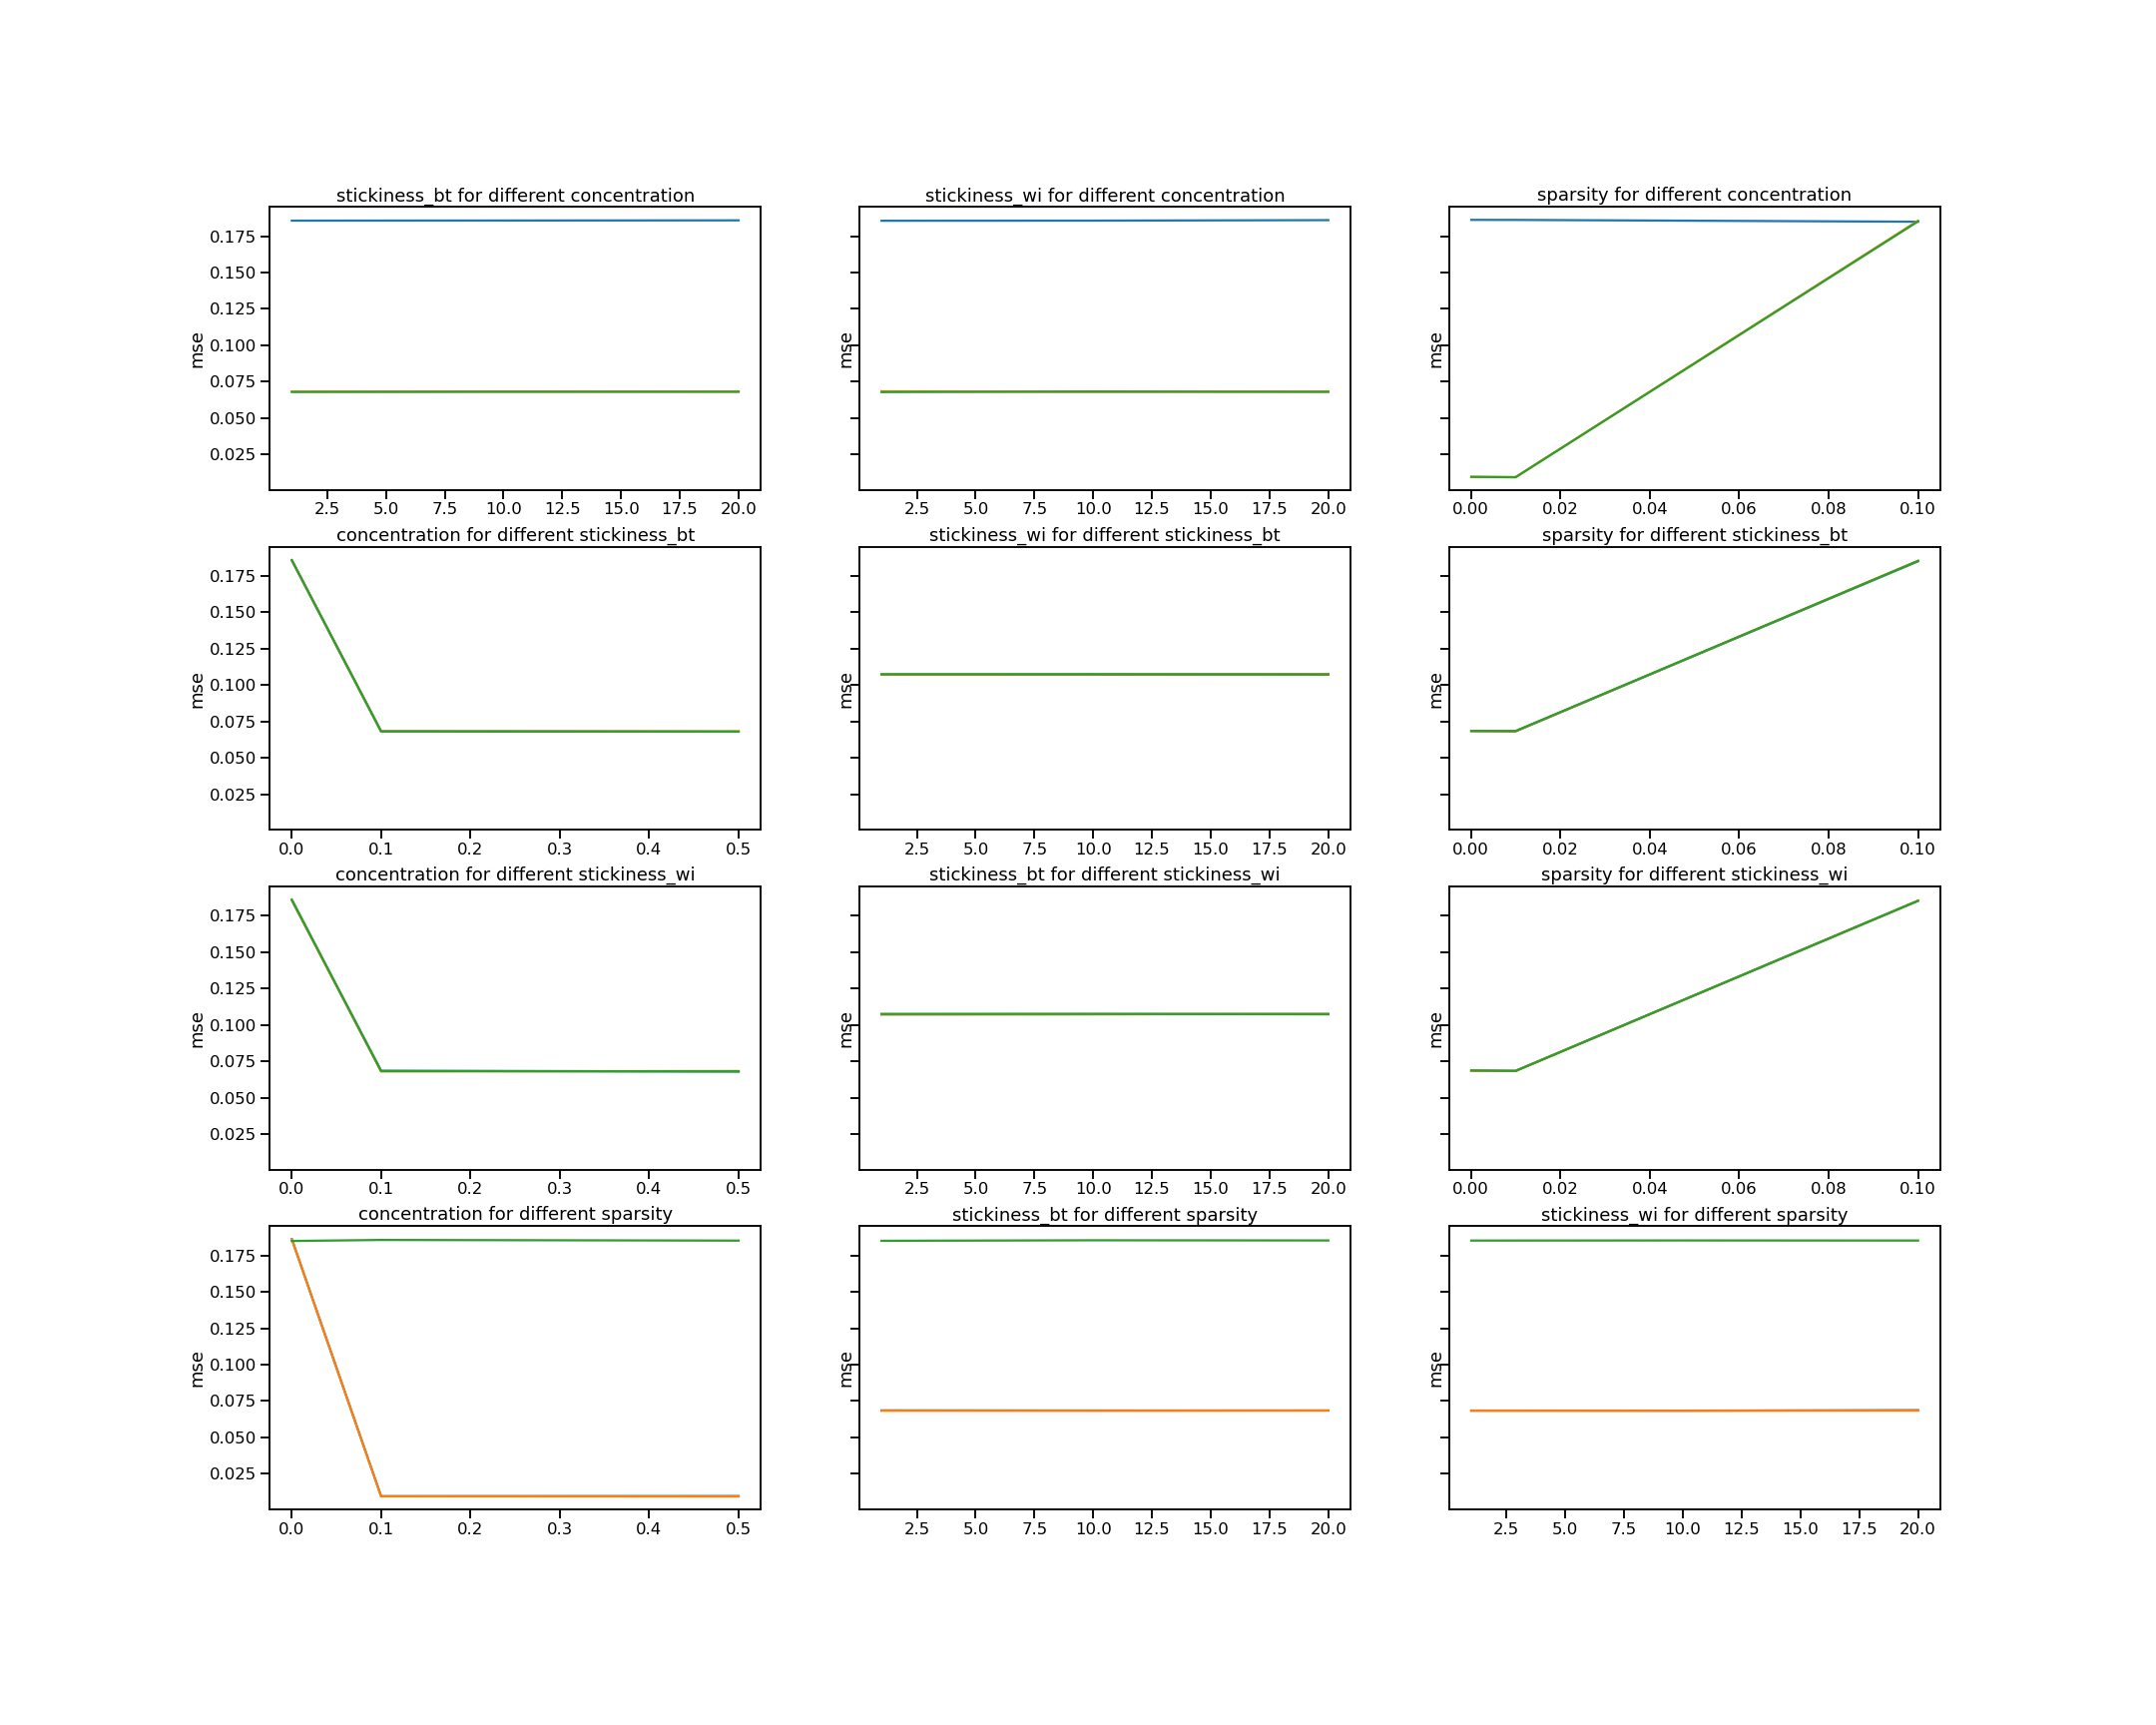 stickiness_bt for different concentration
stickiness_wi for different concentration
sparsity for different concentration
mse
0.175
0.150
0.125
0.100
0.075
0.050
0.025
mse
mse
2.5 5.0 7.5 10.0 12.5 15.0 17.5 20.0
2.5 5.0 7.5 10.0 12.5 15.0 17.5 20.0
0.00 0.02 0.04 0.06 0.08 0.10
concentration for different stickiness_bt
stickiness_wi for different stickiness_bt
sparsity for different stickiness_bt
mse
0.175
0.150
0.125
0.100
0.075
0.050
0.025
mse
mse
0.0 0.1 0.2 0.3 0.4 0.5
2.5 5.0 7.5 10.0 12.5 15.0 17.5 20.0
0.00 0.02 0.04 0.06 0.08 0.10
concentration for different stickiness_wi
stickiness_bt for different stickiness_wi
sparsity for different stickiness_wi
mse
0.175
0.150
0.125
0.100
0.075
0.050
0.025
mse
mse
0.0 0.1 0.2 0.3 0.4 0.5
2.5 5.0 7.5 10.0 12.5 15.0 17.5 20.0
0.00 0.02 0.04 0.06 0.08 0.10
concentration for different sparsity
stickiness_bt for different sparsity
stickiness_wi for different sparsity
mse
0.175
0.150
0.125
0.100
0.075
0.050
0.025
mse
mse
0.0 0.1 0.2 0.3 0.4 0.5
2.5 5.0 7.5 10.0 12.5 15.0 17.5 20.0
2.5 5.0 7.5 10.0 12.5 15.0 17.5 20.0